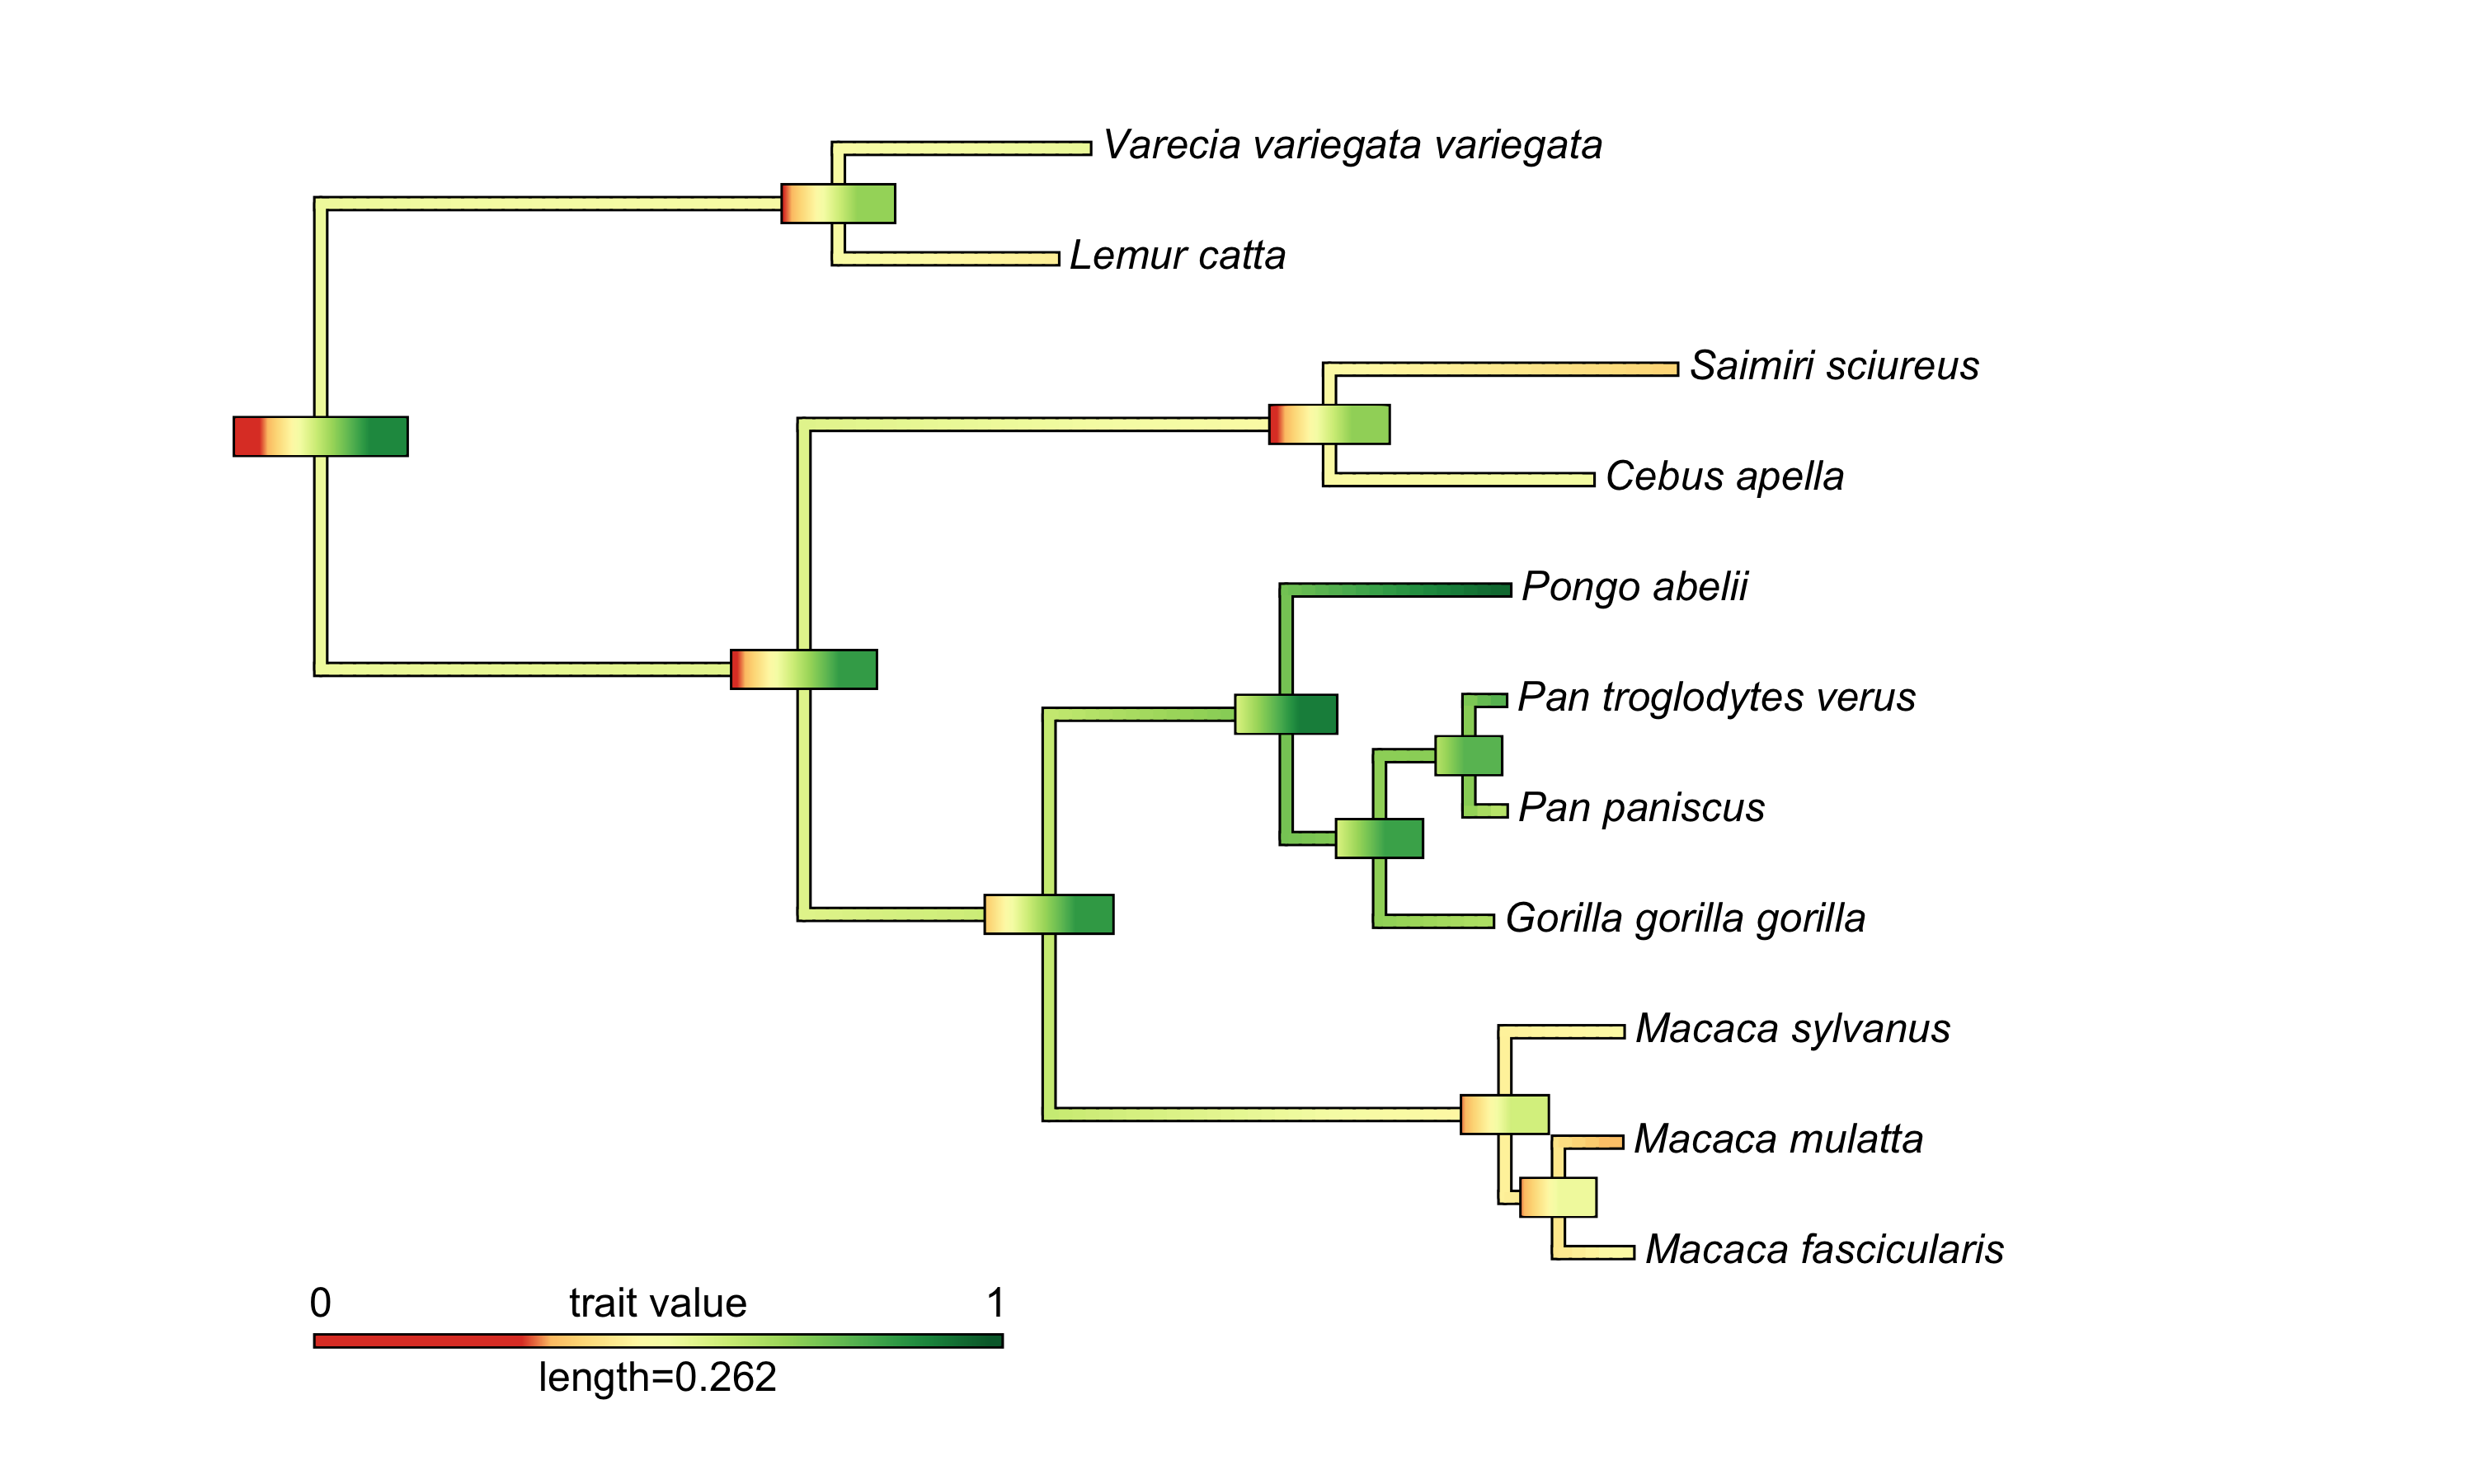 Varecia variegata variegata
Lemur catta
Saimiri sciureus
Cebus apella
Pongo abelii
Pan troglodytes verus
Pan paniscus
Gorilla gorilla gorilla
Macaca sylvanus
Macaca mulatta
Macaca fascicularis
0 trait value 1
length=0.262